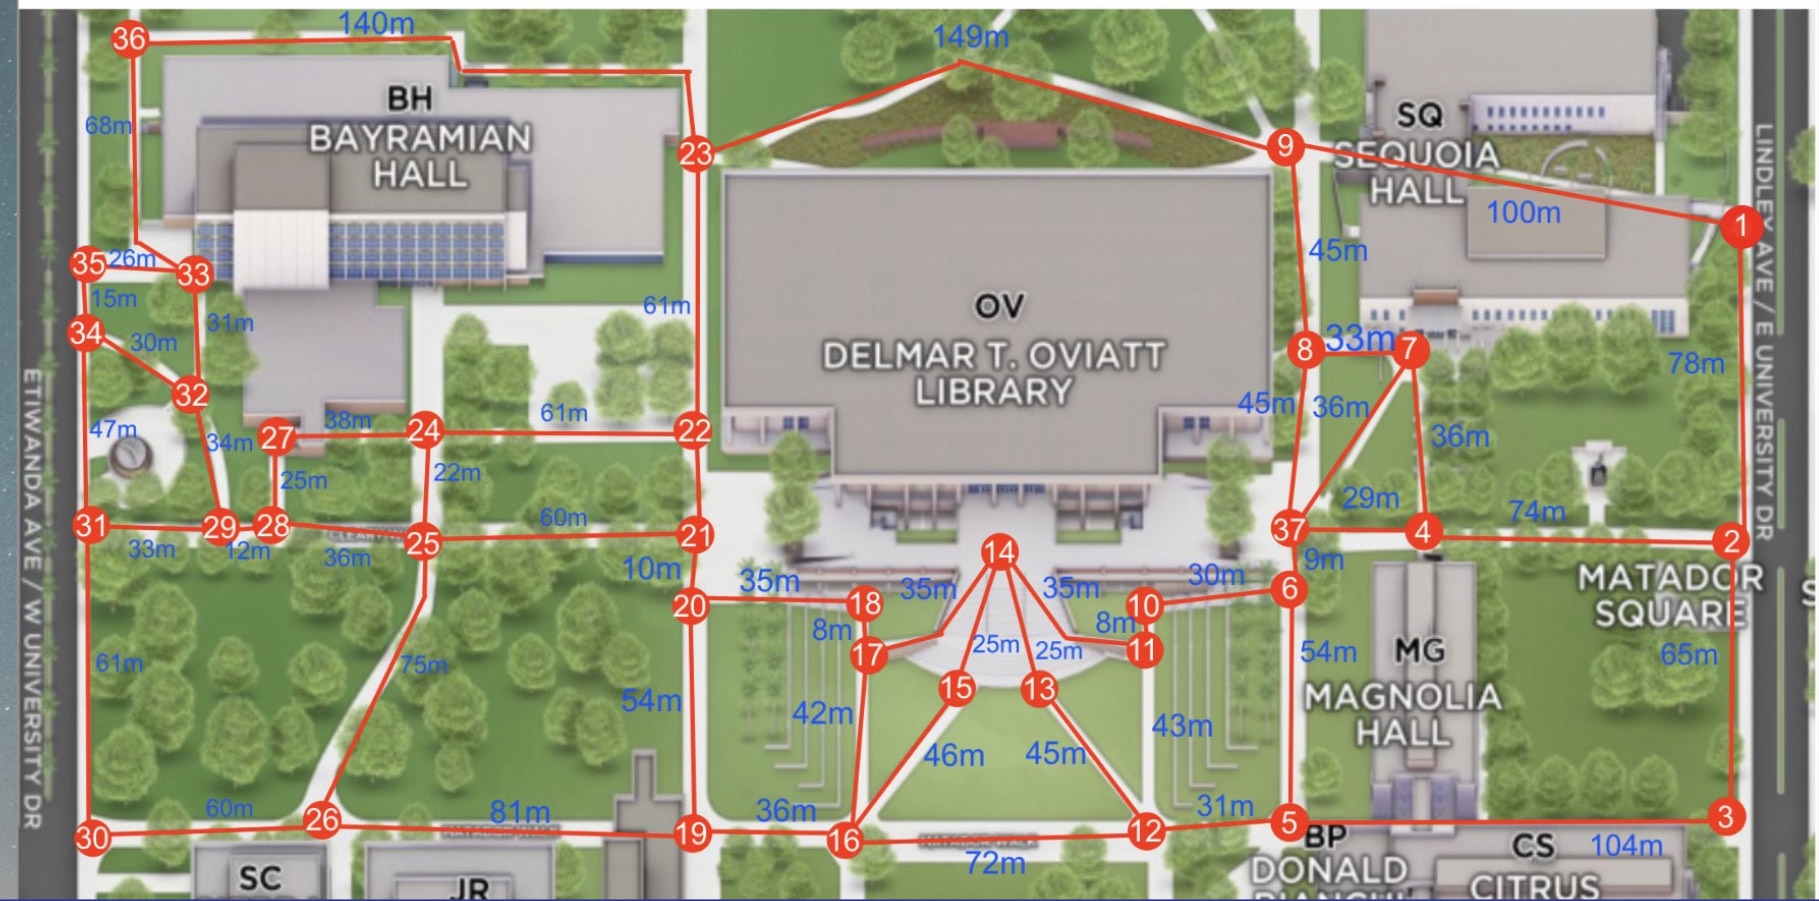 140m
149m
36
BH
BAYRAMIAN
HALL
68m
23
9
SQ
SEQUOIA
HALL
100m
1
LINDLEY AVE / E UNIVERSITY DR
35
26m
33
15m
34
30m
31m
61m
OV
DELMAR T. OVIATT
LIBRARY
45m
8
33m
7
78m
32
47m
34m
27
38m
24
61m
22
45m
36m
36m
25m
22m
ETIWANDA AVE / W UNIVERSITY DR
31
33m
29
12m
28
36m
25
60m
21
10m
14
37
29m
4
74m
2
9m
35m
35m
35m
30m
6
20
18
10
8m
8m
17
11
25m
25m
15
13
MATADOR
SQUARE
S
MG
MAGNOLIA
HALL
54m
65m
61m
75m
54m
42m
46m
45m
43m
60m
81m
36m
31m
30
26
MATADOR WALK
19
16
MATADOR WALK
12
5
3
72m
BP
DONALD
CS
CITRUS
104m
SC
JR